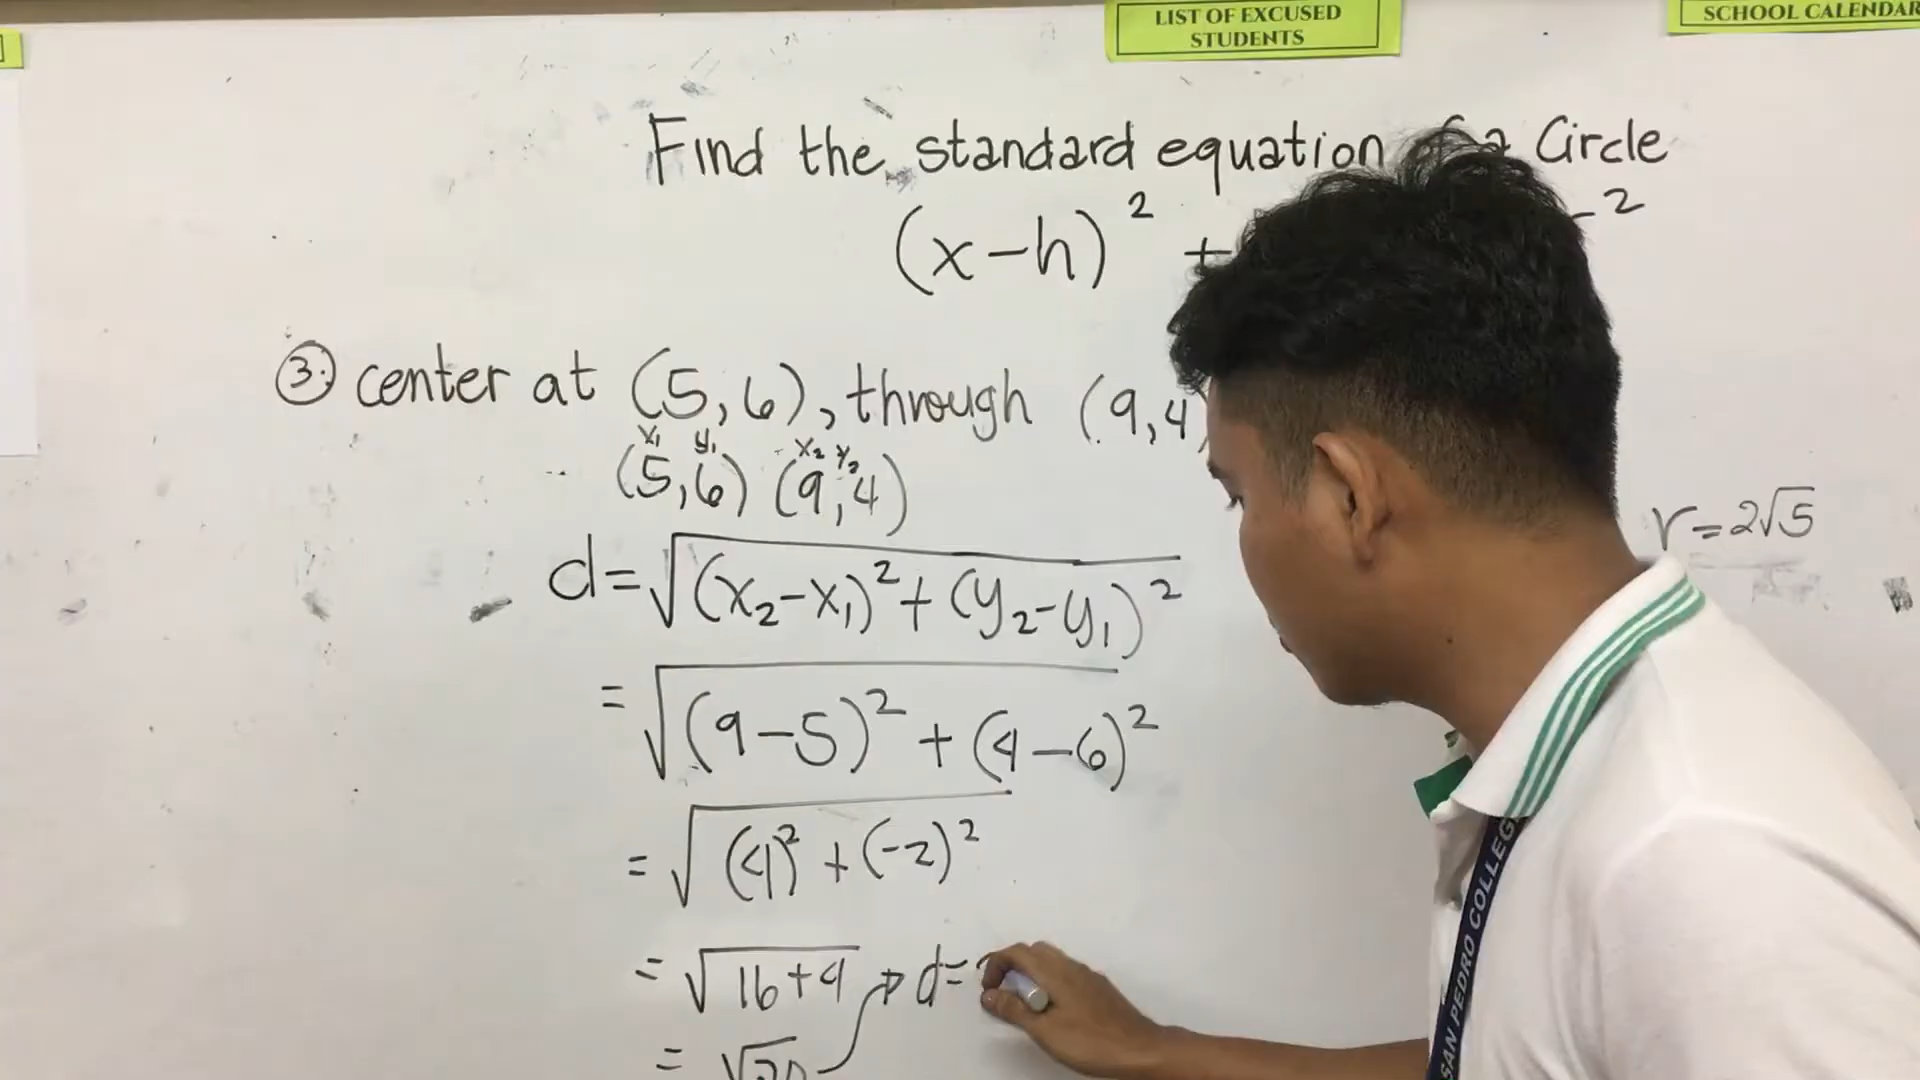 LIST OF EXCUSED
STUDENTS
SCHOOL CALENDAR
Find the standard equation of a Circle
(x-h)² + ²
③. center at (5,6), through (9,4)
x₁ y₁ x₂ y₂
(5,6) (9,4)
r=2√5
d=√(x₂-x₁)²+(y₂-y₁)²
=√(9-5)²+(4-6)²
=√(4)²+(-2)²
=√16+4 d=
=√20
SAN PEDRO COLLEG